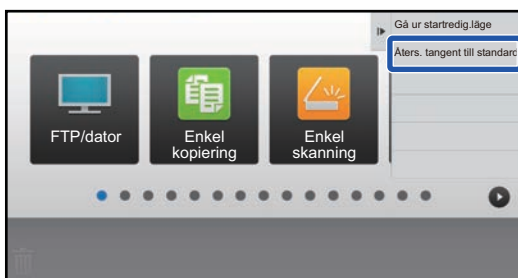 Gå ur startredig.läge
Åters. tangent till standard
FTP/dator
Enkel
kopiering
Enkel
skanning